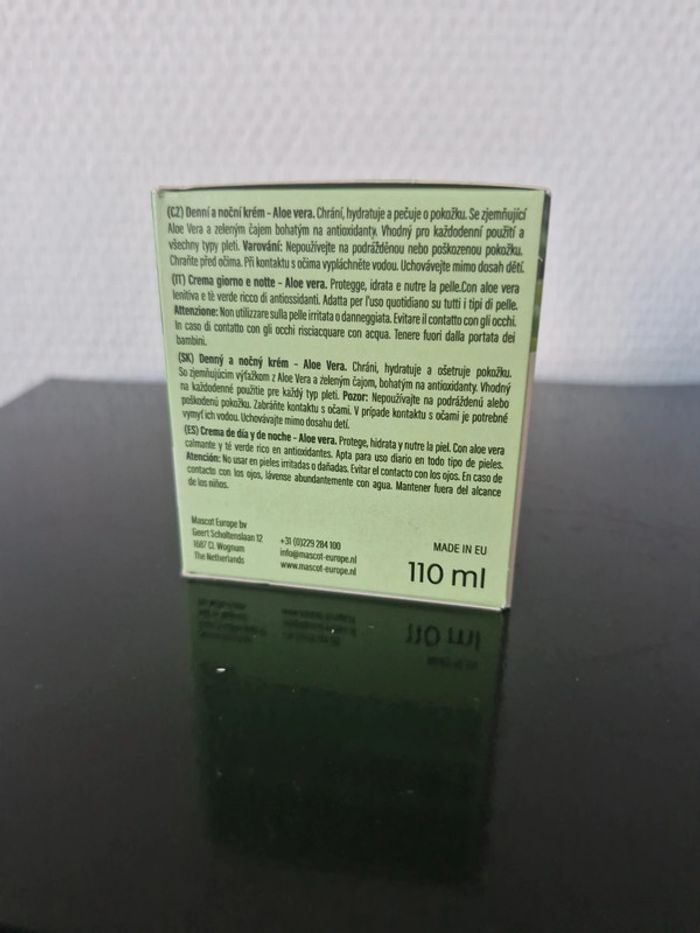 (CZ) Denní a noční krém - Aloe vera. Chrání, hydratuje a pečuje o pokožku. Se zjemňující
Aloe Vera a zeleným čajem bohatým na antioxidanty. Vhodný pro každodenní použití a
všechny typy pleti. Varování: Nepoužívejte na podrážděnou nebo poškozenou pokožku.
Chraňte před očima. Při kontaktu s očima vypláchněte vodou. Uchovávejte mimo dosah dětí.
(IT) Crema giorno e notte - Aloe vera. Protegge, idrata e nutre la pelle.Con aloe vera
lenitiva e tè verde ricco di antiossidanti. Adatta per l'uso quotidiano su tutti i tipi di pelle.
Attenzione: Non utilizzare sulla pelle irritata o danneggiata. Evitare il contatto con gli occhi.
In caso di contatto con gli occhi risciacquare con acqua. Tenere fuori dalla portata dei
bambini.
(SK) Denný a nočný krém - Aloe Vera. Chráni, hydratuje a ošetruje pokožku.
So zjemňujúcim výťažkom z Aloe Vera a zeleným čajom, bohatým na antioxidanty. Vhodný
na každodenné použitie pre každý typ pleti. Pozor: Nepoužívajte na podráždenú alebo
poškodenú pokožku. Zabráňte kontaktu s očami. V prípade kontaktu s očami je potrebné
vymyť ich vodou. Uchovávajte mimo dosahu detí.
(ES) Crema de día y de noche - Aloe vera. Protege, hidrata y nutre la piel. Con aloe vera
calmante y té verde rico en antioxidantes. Apta para uso diario en todo tipo de pieles.
Atención: No usar en pieles irritadas o dañadas. Evitar el contacto con los ojos. En caso de
contacto con los ojos, lávense abundantemente con agua. Mantener fuera del alcance
de los niños.
Mascot Europe bv
Geert Scholtenslaan 12
1687 CL Wognum
The Netherlands
+31 (0)229 284 100
info@mascot-europe.nl
www.mascot-europe.nl
MADE IN EU
110 ml